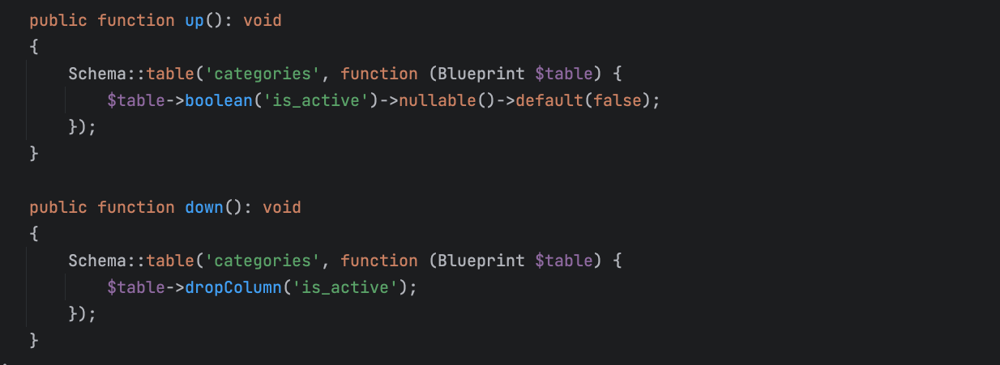 public function up(): void
{
    Schema::table('categories', function (Blueprint $table) {
        $table->boolean('is_active')->nullable()->default(false);
    });
}

public function down(): void
{
    Schema::table('categories', function (Blueprint $table) {
        $table->dropColumn('is_active');
    });
}